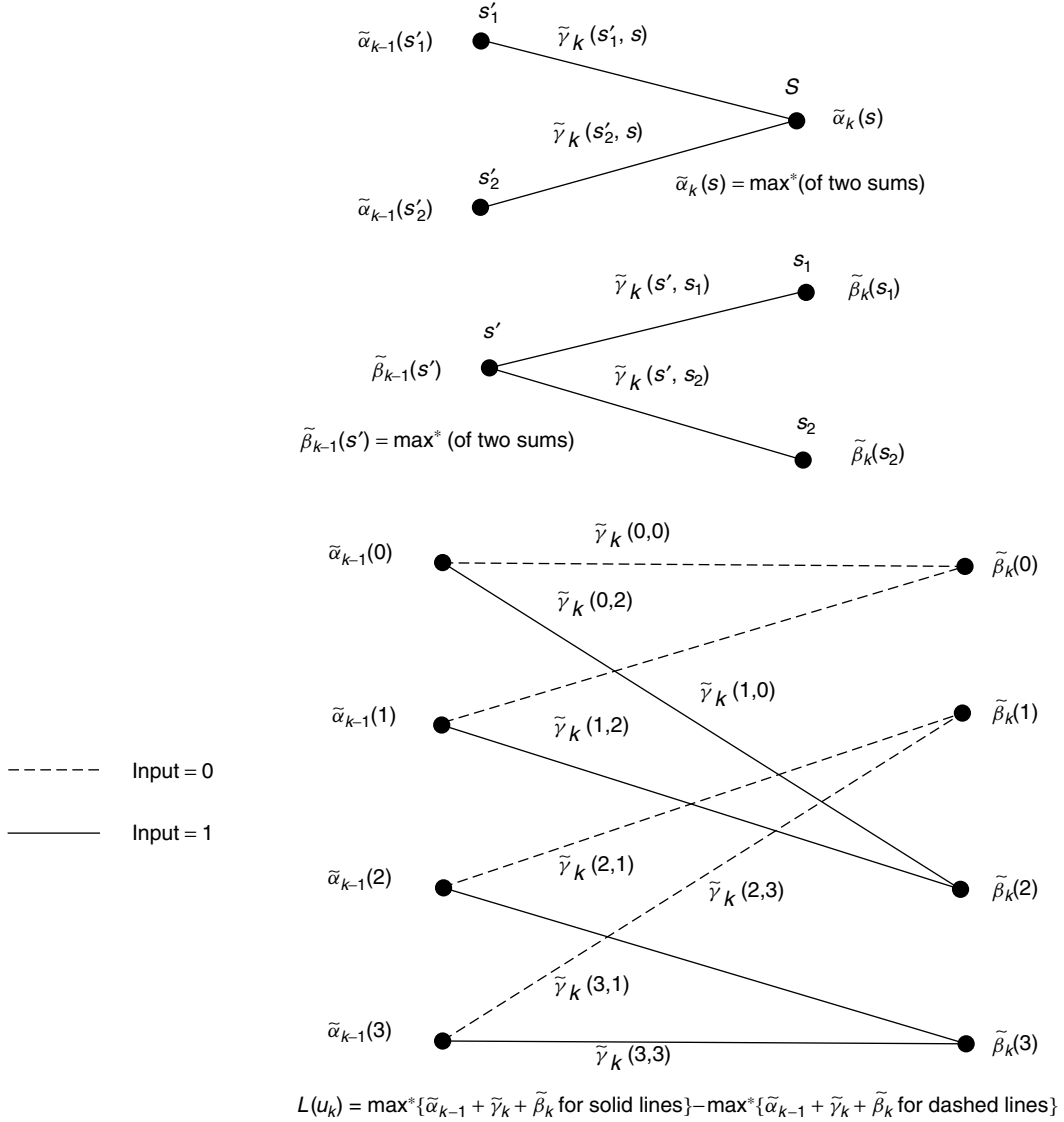 s′₁
α̃ₖ₋₁(s′₁)
γ̃ₖ(s′₁, s)
S
α̃ₖ(s)
γ̃ₖ(s′₂, s)
s′₂
α̃ₖ₋₁(s′₂)
α̃ₖ(s) = max*(of two sums)
s₁
γ̃ₖ(s′, s₁)
β̃ₖ(s₁)
s′
β̃ₖ₋₁(s′)
γ̃ₖ(s′, s₂)
s₂
β̃ₖ₋₁(s′) = max* (of two sums)
β̃ₖ(s₂)
γ̃ₖ(0,0)
α̃ₖ₋₁(0)
β̃ₖ(0)
γ̃ₖ(0,2)
γ̃ₖ(1,0)
α̃ₖ₋₁(1)
β̃ₖ(1)
γ̃ₖ(1,2)
Input = 0
Input = 1
γ̃ₖ(2,1)
α̃ₖ₋₁(2)
γ̃ₖ(2,3)
β̃ₖ(2)
γ̃ₖ(3,1)
α̃ₖ₋₁(3)
β̃ₖ(3)
γ̃ₖ(3,3)
L(uₖ) = max*{α̃ₖ₋₁ + γ̃ₖ + β̃ₖ for solid lines}−max*{α̃ₖ₋₁ + γ̃ₖ + β̃ₖ for dashed lines}